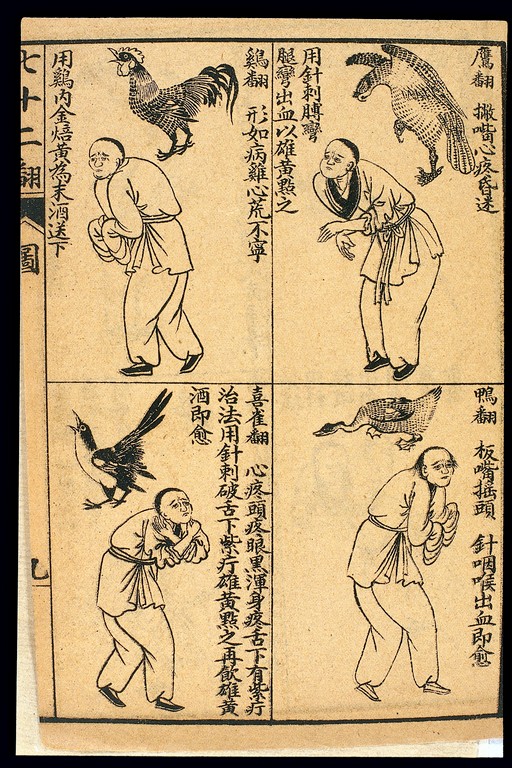 鷹翻
撇嘴心疼昏迷
用針刺膊彎
腿彎出血以雄黃點之
鷄翻
形如病雞心荒不寧
用鷄內金焙黃為末酒送下
鴨翻
板嘴搖頭
針咽喉出血即愈
喜雀翻
心疼頭疼眼黑渾身疼舌下有紫疔
治法用針刺破舌下紫疔雄黃點之再飲雄黃
酒即愈
七十二翻
圖
九